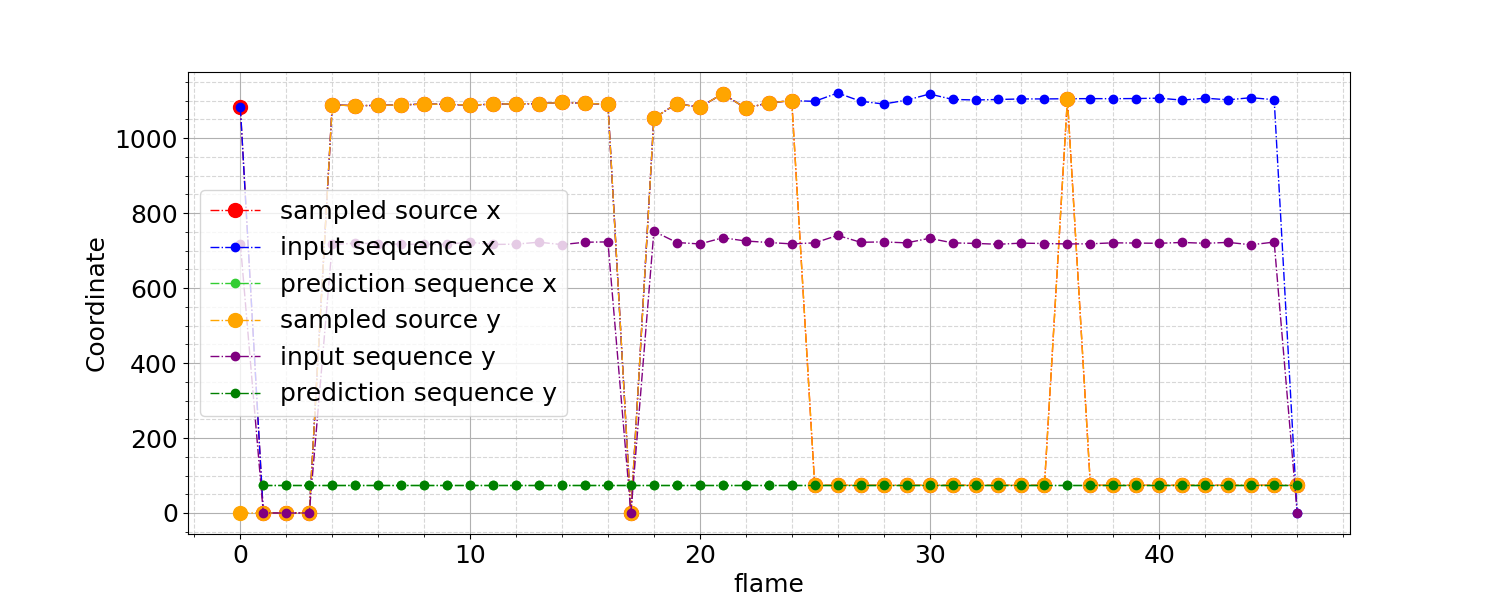 1000
800
600
400
200
0
Coordinate
sampled source x
input sequence x
prediction sequence x
sampled source y
input sequence y
prediction sequence y
0 10 20 30 40
flame